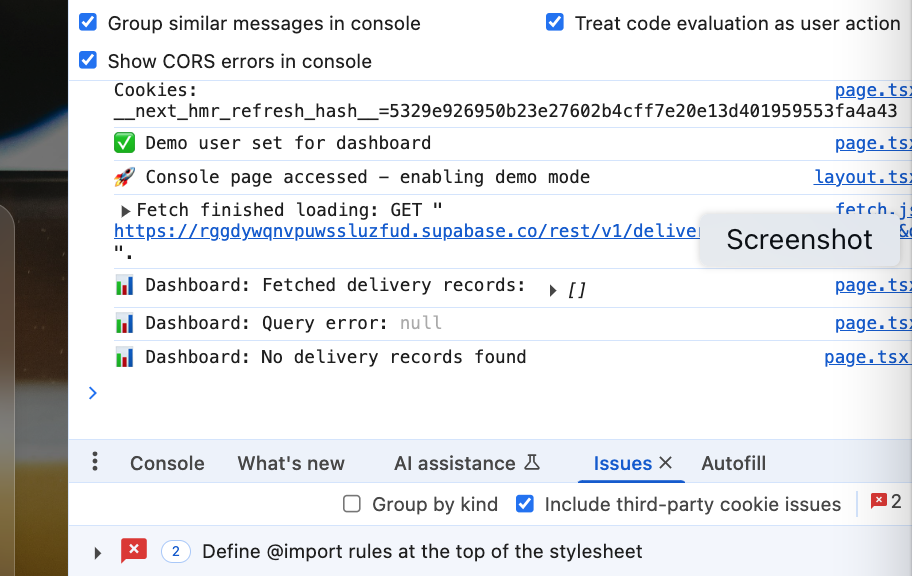 Group similar messages in console
Treat code evaluation as user action
Show CORS errors in console
Cookies:
page.tsx
__next_hmr_refresh_hash__=5329e926950b23e27602b4cff7e20e13d401959553fa4a43
✅ Demo user set for dashboard
page.tsx
🚀 Console page accessed – enabling demo mode
layout.tsx
Fetch finished loading: GET "
fetch.js
https://rggdywqnvpuwssluzfud.supabase.co/rest/v1/deliver
".
Screenshot
📊 Dashboard: Fetched delivery records: []
page.tsx
📊 Dashboard: Query error: null
page.tsx
📊 Dashboard: No delivery records found
page.tsx
Console
What's new
AI assistance
Issues
Autofill
Group by kind
Include third-party cookie issues
2
2
Define @import rules at the top of the stylesheet